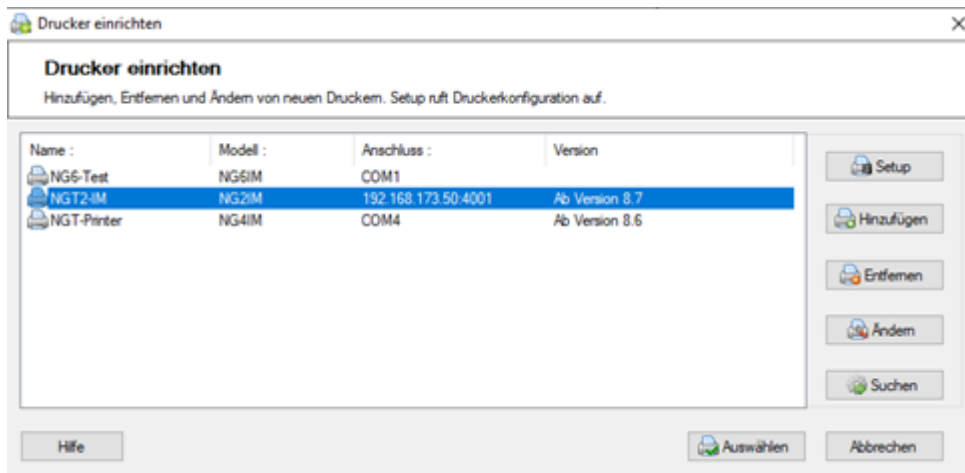 Drucker einrichten
Drucker einrichten
Hinzufügen, Entfernen und Ändern von neuen Druckern. Setup ruft Druckerkonfiguration auf.
Name : Modell : Anschluss : Version
NG6-Test NG6IM COM1
NGT2-IM NG2IM 192.168.173.50:4001 Ab Version 8.7
NGT-Printer NG4IM COM4 Ab Version 8.6
Setup
Hinzufügen
Entfernen
Ändern
Suchen
Hilfe Auswählen Abbrechen